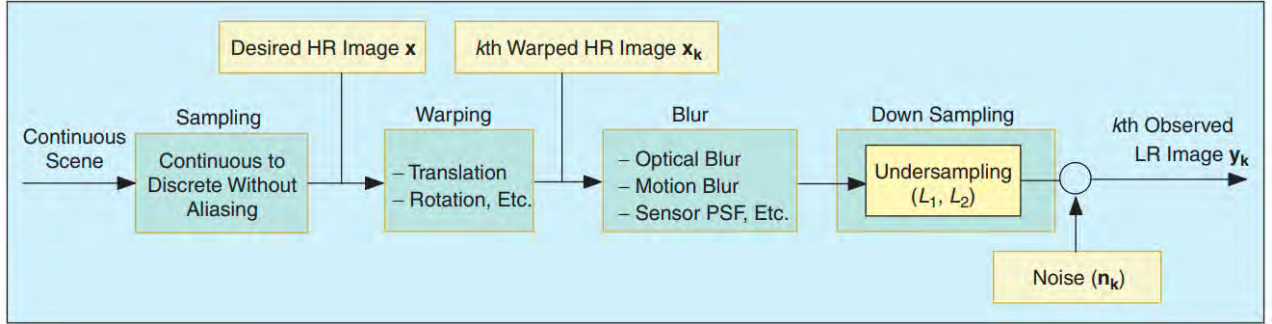 Desired HR Image x
kth Warped HR Image xk
Continuous
Scene
Sampling
Continuous to
Discrete Without
Aliasing
Warping
– Translation
– Rotation, Etc.
Blur
– Optical Blur
– Motion Blur
– Sensor PSF, Etc.
Down Sampling
Undersampling
(L1, L2)
kth Observed
LR Image yk
Noise (nk)